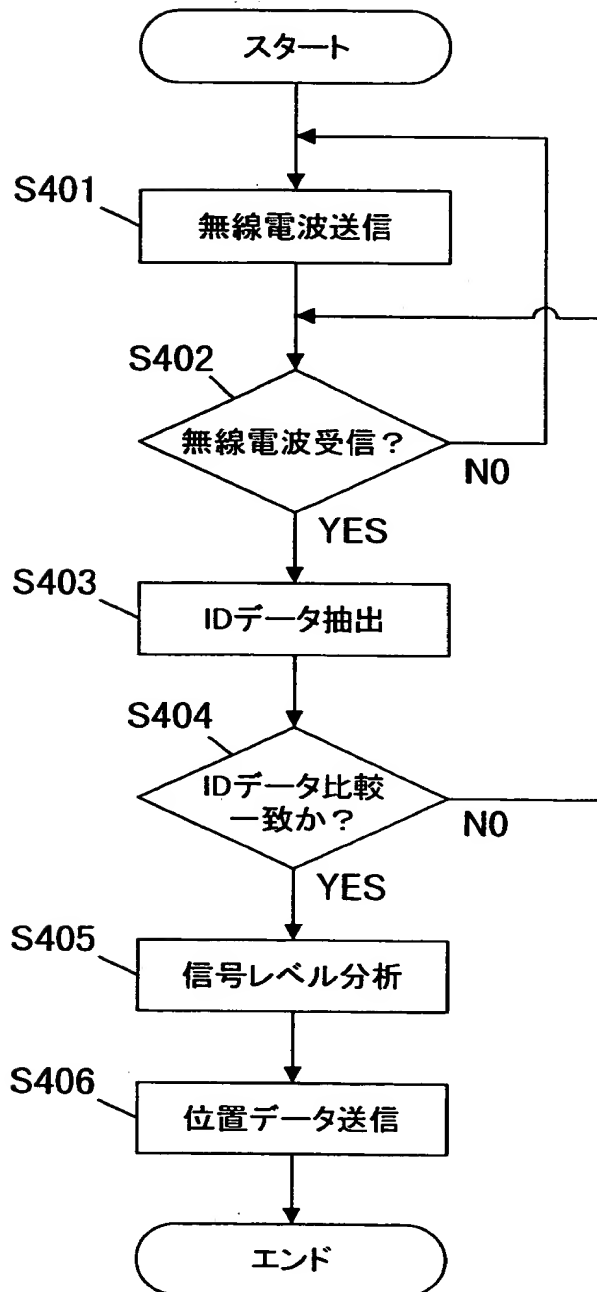 スタート
S401
無線電波送信
S402
無線電波受信？
NO
YES
S403
IDデータ抽出
S404
IDデータ比較
一致か？
NO
YES
S405
信号レベル分析
S406
位置データ送信
エンド